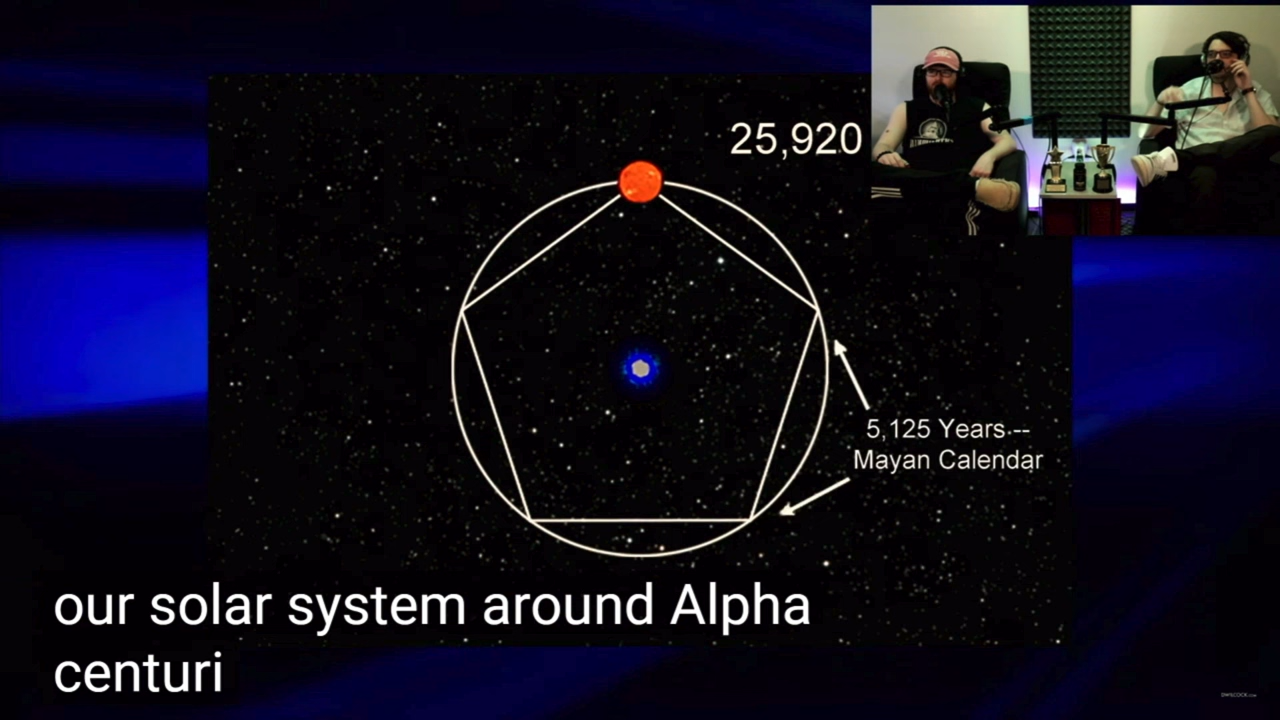 25,920
5,125 Years --
Mayan Calendar
our solar system around Alpha
centuri